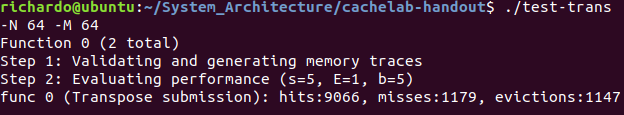 richardo@ubuntu:~/System_Architecture/cachelab-handout$ ./test-trans
-N 64 -M 64
Function 0 (2 total)
Step 1: Validating and generating memory traces
Step 2: Evaluating performance (s=5, E=1, b=5)
func 0 (Transpose submission): hits:9066, misses:1179, evictions:1147